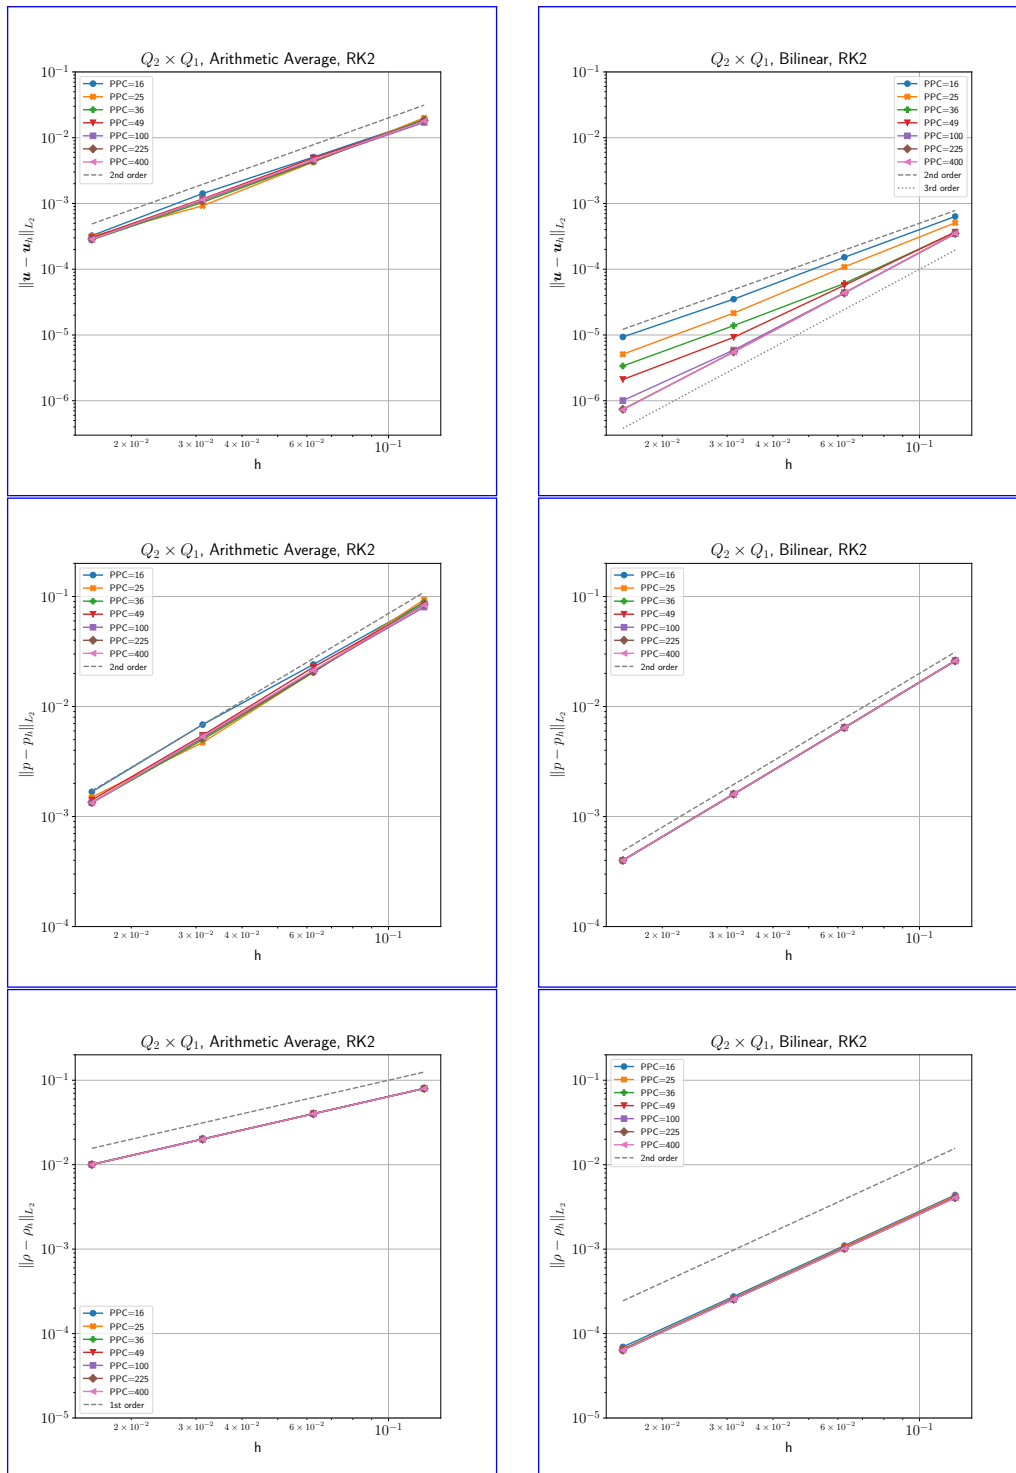 Q₂ × Q₁, Arithmetic Average, RK2
10⁻¹
10⁻²
10⁻³
10⁻⁴
10⁻⁵
10⁻⁶
‖u − u_h‖_{L₂}
PPC=16
PPC=25
PPC=36
PPC=49
PPC=100
PPC=225
PPC=400
2nd order
2 × 10⁻²
3 × 10⁻²
4 × 10⁻²
6 × 10⁻²
10⁻¹
h
Q₂ × Q₁, Bilinear, RK2
10⁻¹
10⁻²
10⁻³
10⁻⁴
10⁻⁵
10⁻⁶
‖u − u_h‖_{L₂}
PPC=16
PPC=25
PPC=36
PPC=49
PPC=100
PPC=225
PPC=400
2nd order
3rd order
2 × 10⁻²
3 × 10⁻²
4 × 10⁻²
6 × 10⁻²
10⁻¹
h
Q₂ × Q₁, Arithmetic Average, RK2
10⁻¹
10⁻²
10⁻³
10⁻⁴
‖p − p_h‖_{L₂}
PPC=16
PPC=25
PPC=36
PPC=49
PPC=100
PPC=225
PPC=400
2nd order
2 × 10⁻²
3 × 10⁻²
4 × 10⁻²
6 × 10⁻²
10⁻¹
h
Q₂ × Q₁, Bilinear, RK2
10⁻¹
10⁻²
10⁻³
10⁻⁴
‖p − p_h‖_{L₂}
PPC=16
PPC=25
PPC=36
PPC=49
PPC=100
PPC=225
PPC=400
2nd order
2 × 10⁻²
3 × 10⁻²
4 × 10⁻²
6 × 10⁻²
10⁻¹
h
Q₂ × Q₁, Arithmetic Average, RK2
10⁻¹
10⁻²
10⁻³
10⁻⁴
10⁻⁵
‖ρ − ρ_h‖_{L₂}
PPC=16
PPC=25
PPC=36
PPC=49
PPC=100
PPC=225
PPC=400
1st order
2 × 10⁻²
3 × 10⁻²
4 × 10⁻²
6 × 10⁻²
10⁻¹
h
Q₂ × Q₁, Bilinear, RK2
10⁻¹
10⁻²
10⁻³
10⁻⁴
10⁻⁵
‖ρ − ρ_h‖_{L₂}
PPC=16
PPC=25
PPC=36
PPC=49
PPC=100
PPC=225
PPC=400
2nd order
2 × 10⁻²
3 × 10⁻²
4 × 10⁻²
6 × 10⁻²
10⁻¹
h